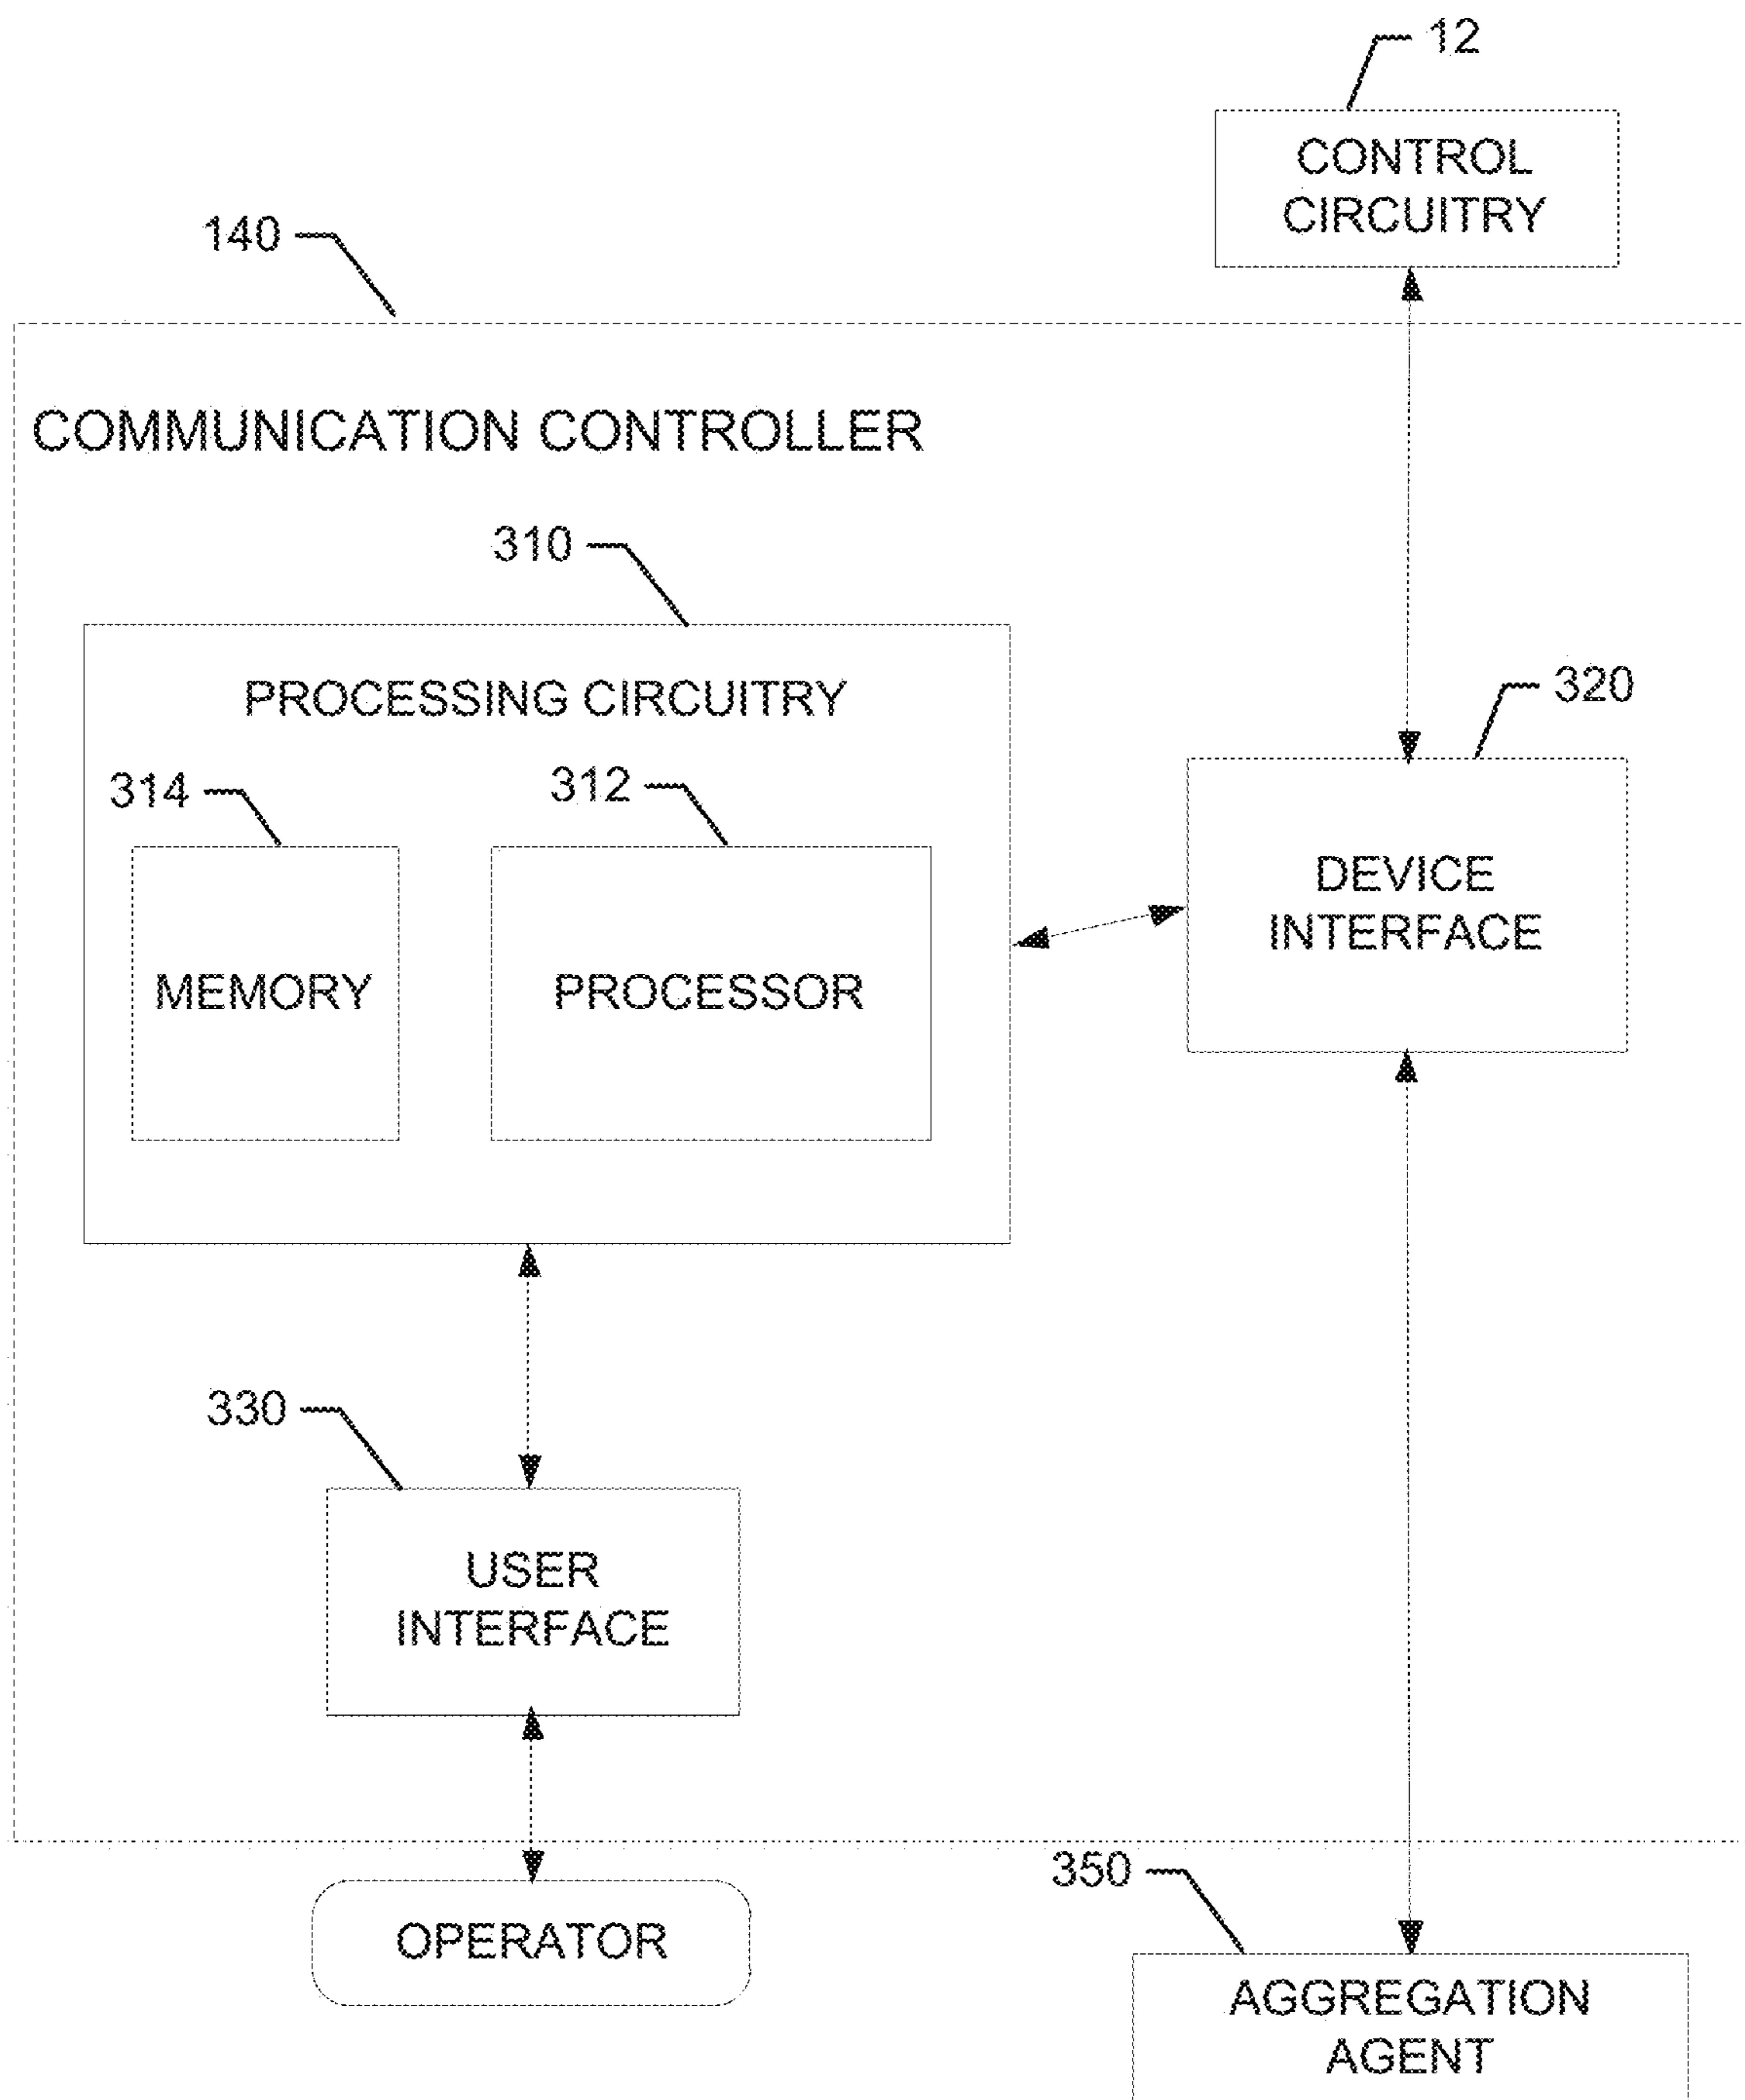 12
CONTROL
CIRCUITRY
140
COMMUNICATION CONTROLLER
310
PROCESSING CIRCUITRY
320
314
312
DEVICE
INTERFACE
MEMORY
PROCESSOR
330
USER
INTERFACE
350
OPERATOR
AGGREGATION
AGENT